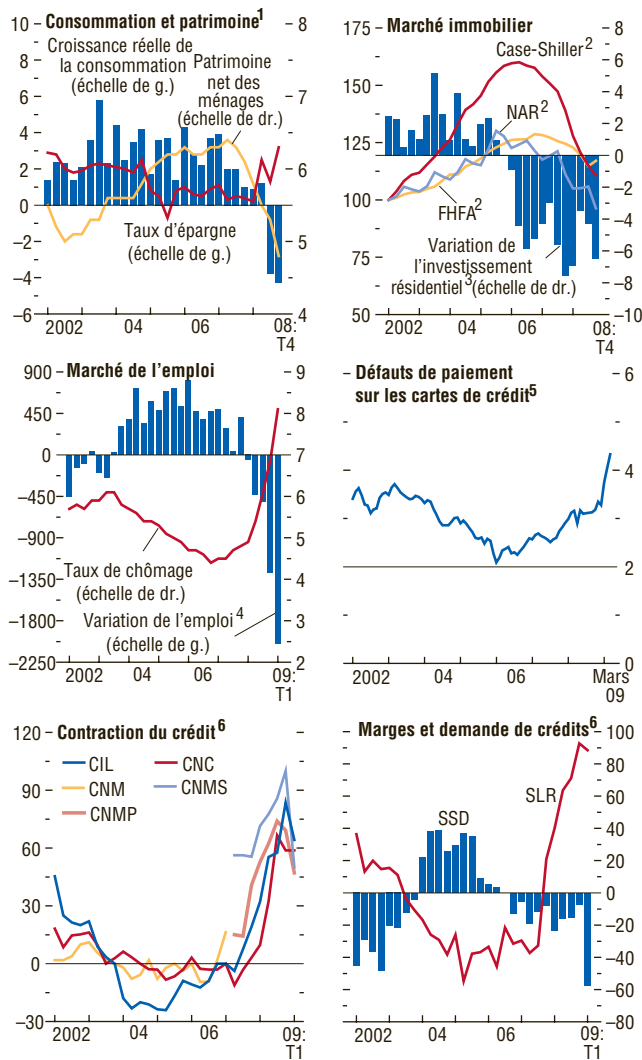 Consommation et patrimoine1
10
8
6
4
2
0
–2
–4
–6
8
7
6
5
4
Croissance réelle de
la consommation
(échelle de g.)
Patrimoine
net des
ménages
(échelle de dr.)
Taux d'épargne
(échelle de g.)
2002
04
06
08:
T4
Marché immobilier
175
150
125
100
75
50
8
6
4
2
0
–2
–4
–6
–8
–10
Case-Shiller2
NAR2
FHFA2
Variation de
l'investissement
résidentiel3 (échelle de dr.)
2002
04
06
08:
T4
Marché de l'emploi
900
450
0
–450
–900
–1350
–1800
–2250
9
8
7
6
5
4
3
2
Taux de chômage
(échelle de dr.)
Variation de l'emploi4
(échelle de g.)
2002
04
06
09:
T1
Défauts de paiement
sur les cartes de crédit5
6
4
2
0
2002
04
06
Mars
09
Contraction du crédit6
120
90
60
30
0
–30
CIL
CNC
CNM
CNMS
CNMP
2002
04
06
09:
T1
Marges et demande de crédits6
100
80
60
40
20
0
–20
–40
–60
–80
SSD
SLR
2002
04
06
09:
T1